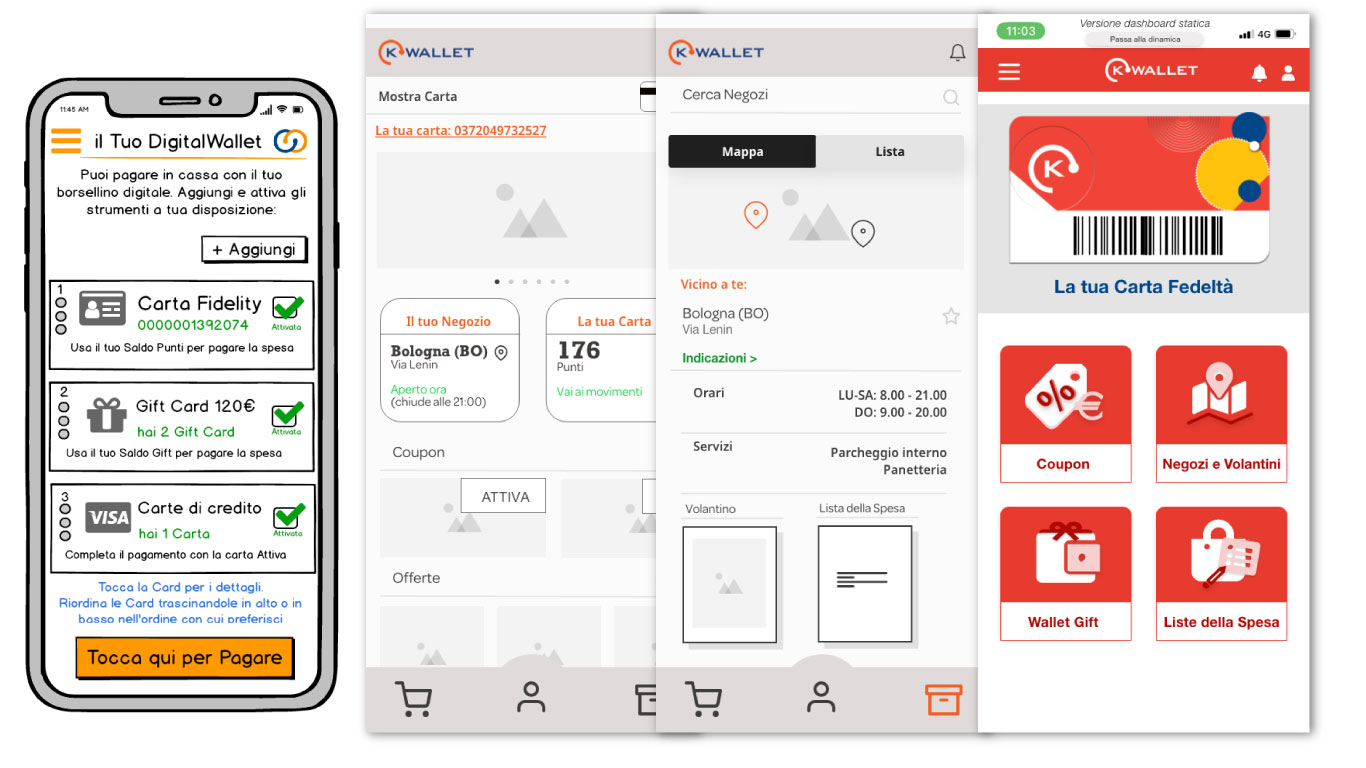 11:45 AM
il Tuo DigitalWallet
Puoi pagare in cassa con il tuo
borsellino digitale. Aggiungi e attiva gli
strumenti a tua disposizione:
+ Aggiungi
1
Carta Fidelity
0000001392074
Attivata
Usa il tuo Saldo Punti per pagare la spesa
2
Gift Card 120€
hai 2 Gift Card
Attivata
Usa il tuo Saldo Gift per pagare la spesa
3
VISA
Carte di credito
hai 1 Carta
Attivata
Completa il pagamento con la carta Attiva
Tocca la Card per i dettagli.
Riordina le Card trascinandole in alto o in
basso nell'ordine con cui preferisci
Tocca qui per Pagare
K WALLET
Mostra Carta
La tua carta: 0372049732527
Il tuo Negozio
Bologna (BO)
Via Lenin
Aperto ora
(chiude alle 21:00)
La tua Carta
176
Punti
Vai ai movimenti
Coupon
ATTIVA
Offerte
K WALLET
Cerca Negozi
Mappa
Lista
Vicino a te:
Bologna (BO)
Via Lenin
Indicazioni >
Orari
LU-SA: 8.00 - 21.00
DO: 9.00 - 20.00
Servizi
Parcheggio interno
Panetteria
Volantino
Lista della Spesa
Versione dashboard statica
11:03
Passa alla dinamica
4G
K WALLET
K
La tua Carta Fedeltà
%
€
Coupon
Negozi e Volantini
Wallet Gift
Liste della Spesa